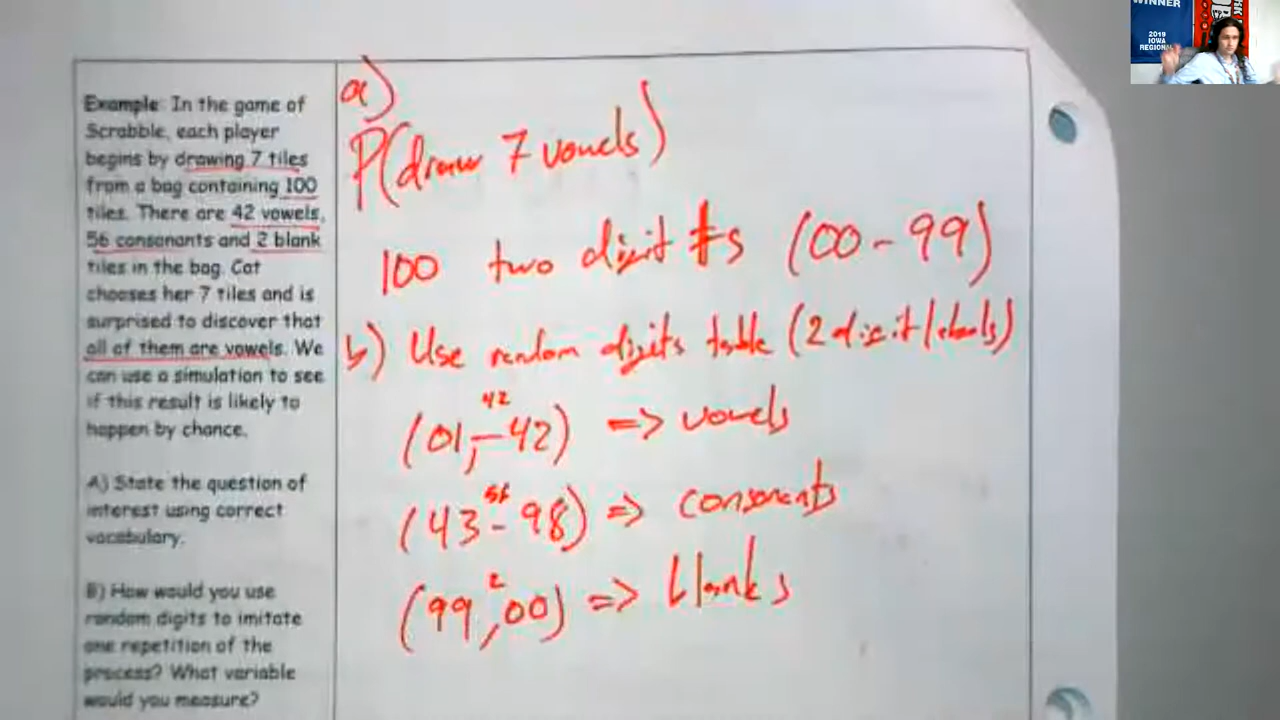 WINNER
2019
IOWA
REGIONAL
Example: In the game of
Scrabble, each player
begins by drawing 7 tiles
from a bag containing 100
tiles. There are 42 vowels,
56 consonants and 2 blank
tiles in the bag. Cat
chooses her 7 tiles and is
surprised to discover that
all of them are vowels. We
can use a simulation to see
if this result is likely to
happen by chance.
A) State the question of
interest using correct
vocabulary.
B) How would you use
random digits to imitate
one repetition of the
process? What variable
would you measure?
a)
P(draw 7 vowels)
100 two digit #s (00-99)
b) Use random digits table (2 digit labels)
42
(01,-42) => vowels
56
(43-98) => consonants
2
(99,00) => blanks